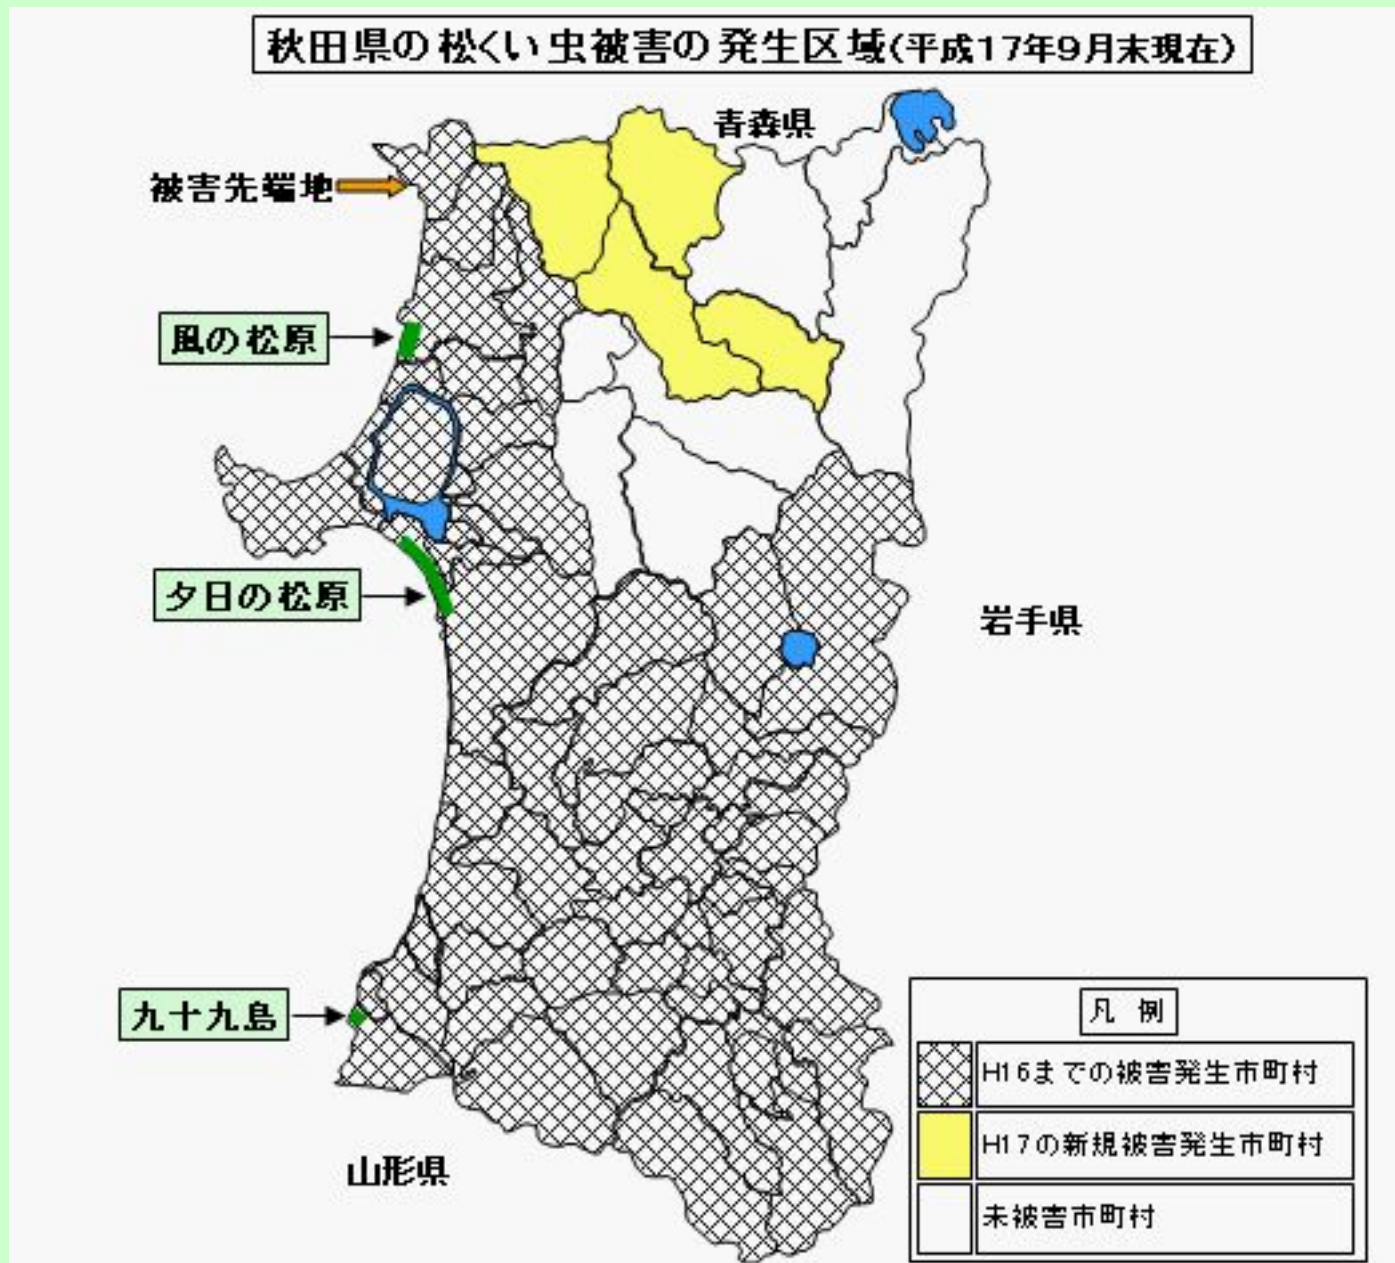 秋田県の松くい虫被害の発生区域(平成17年9月末現在)
青森県
被害先端地
風の松原
夕日の松原
岩手県
九十九島
山形県
凡 例
H16までの被害発生市町村
H17の新規被害発生市町村
未被害市町村